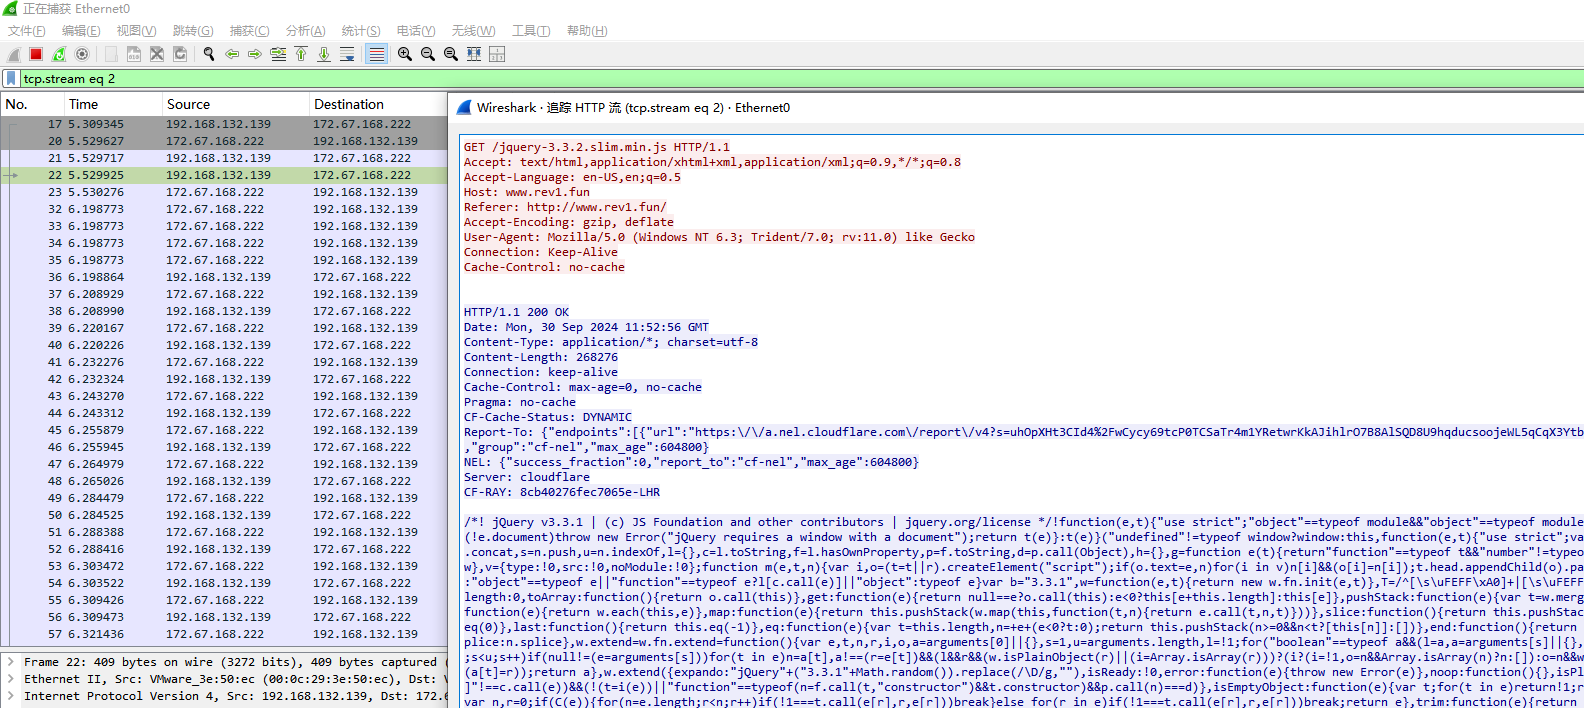 正在捕获 Ethernet0
文件(F) 编辑(E) 视图(V) 跳转(G) 捕获(C) 分析(A) 统计(S) 电话(Y) 无线(W) 工具(T) 帮助(H)
tcp.stream eq 2
No. Time Source Destination
17 5.309345 192.168.132.139 172.67.168.222
20 5.529627 172.67.168.222 192.168.132.139
21 5.529717 192.168.132.139 172.67.168.222
22 5.529925 192.168.132.139 172.67.168.222
23 5.530276 172.67.168.222 192.168.132.139
32 6.198773 172.67.168.222 192.168.132.139
33 6.198773 172.67.168.222 192.168.132.139
34 6.198773 172.67.168.222 192.168.132.139
35 6.198773 172.67.168.222 192.168.132.139
36 6.198864 192.168.132.139 172.67.168.222
37 6.208929 172.67.168.222 192.168.132.139
38 6.208990 192.168.132.139 172.67.168.222
39 6.220167 172.67.168.222 192.168.132.139
40 6.220226 192.168.132.139 172.67.168.222
41 6.232276 172.67.168.222 192.168.132.139
42 6.232324 192.168.132.139 172.67.168.222
43 6.243270 172.67.168.222 192.168.132.139
44 6.243312 192.168.132.139 172.67.168.222
45 6.255879 172.67.168.222 192.168.132.139
46 6.255945 192.168.132.139 172.67.168.222
47 6.264979 172.67.168.222 192.168.132.139
48 6.265026 192.168.132.139 172.67.168.222
49 6.284479 172.67.168.222 192.168.132.139
50 6.284525 192.168.132.139 172.67.168.222
51 6.288388 172.67.168.222 192.168.132.139
52 6.288416 192.168.132.139 172.67.168.222
53 6.303469 172.67.168.222 192.168.132.139
54 6.303522 192.168.132.139 172.67.168.222
55 6.309426 172.67.168.222 192.168.132.139
56 6.309473 192.168.132.139 172.67.168.222
57 6.321436 172.67.168.222 192.168.132.139
Frame 22: 409 bytes on wire (3272 bits), 409 bytes captured (
Ethernet II, Src: VMware_3e:50:ec (00:0c:29:3e:50:ec), Dst: V
Internet Protocol Version 4, Src: 192.168.132.139, Dst: 172.6
Wireshark · 追踪 HTTP 流 (tcp.stream eq 2) · Ethernet0
GET /jquery-3.3.2.slim.min.js HTTP/1.1
Accept: text/html,application/xhtml+xml,application/xml;q=0.9,*/*;q=0.8
Accept-Language: en-US,en;q=0.5
Host: www.rev1.fun
Referer: http://www.rev1.fun/
Accept-Encoding: gzip, deflate
User-Agent: Mozilla/5.0 (Windows NT 6.3; Trident/7.0; rv:11.0) like Gecko
Connection: Keep-Alive
Cache-Control: no-cache
HTTP/1.1 200 OK
Date: Mon, 30 Sep 2024 11:52:56 GMT
Content-Type: application/*; charset=utf-8
Content-Length: 268276
Connection: keep-alive
Cache-Control: max-age=0, no-cache
Pragma: no-cache
CF-Cache-Status: DYNAMIC
Report-To: {"endpoints":[{"url":"https:\/\/a.nel.cloudflare.com\/report\/v4?s=uhOpXHt3CId4%2FwCycy69tcP0TCSaTr4m1YRetwrKkAJihlrO7B8AlSQD8U9hqducsoojeWL5qCqX3Ytb
,"group":"cf-nel","max_age":604800}
NEL: {"success_fraction":0,"report_to":"cf-nel","max_age":604800}
Server: cloudflare
CF-RAY: 8cb40276fec7065e-LHR
/*! jQuery v3.3.1 | (c) JS Foundation and other contributors | jquery.org/license */!function(e,t){"use strict";"object"==typeof module&&"object"==typeof module
(!e.document)throw new Error("jQuery requires a window with a document");return t(e)}:t(e)}("undefined"!=typeof window?window:this,function(e,t){"use strict";va
.concat,s=n.push,u=n.indexOf,l={},c=l.toString,f=l.hasOwnProperty,p=f.toString,d=p.call(Object),h={},g=function e(t){return"function"==typeof t&&"number"!=typeo
w},v={type:!0,src:!0,noModule:!0};function m(e,t,n){var i,o=(t=t||r).createElement("script");if(o.text=e,n)for(i in v)n[i]&&(o[i]=n[i]);t.head.appendChild(o).pa
:"object"==typeof e||"function"==typeof e?l[c.call(e)]||"object":typeof e}var b="3.3.1",w=function(e,t){return new w.fn.init(e,t)},T=/^[\s\uFEFF\xA0]+|[\s\uFEFF
length:0,toArray:function(){return o.call(this)},get:function(e){return null==e?o.call(this):e<0?this[e+this.length]:this[e]},pushStack:function(e){var t=w.merg
function(e){return w.each(this,e)},map:function(e){return this.pushStack(w.map(this,function(t,n){return e.call(t,n,t)}))},slice:function(){return this.pushStack
eq(0)},last:function(){return this.eq(-1)},eq:function(e){var t=this.length,n=+e+(e<0?t:0);return this.pushStack(n>=0&&n<t?[this[n]]:[])},end:function(){return 
plice:n.splice},w.extend=w.fn.extend=function(){var e,t,n,r,i,o,a=arguments[0]||{},s=1,u=arguments.length,l=!1;for("boolean"==typeof a&&(l=a,a=arguments[s]||{},
;s<u;s++)if(null!=(e=arguments[s]))for(t in e)n=a[t],a!==(r=e[t])&&(l&&r&&(w.isPlainObject(r)||(i=Array.isArray(r)))?(i?(i=!1,o=n&&Array.isArray(n)?n:[]):o=n&&w
(a[t]=r));return a},w.extend({expando:"jQuery"+("3.3.1"+Math.random()).replace(/\D/g,""),isReady:!0,error:function(e){throw new Error(e)},noop:function(){},isPl
]"!==c.call(e))&&(!(t=i(e))||"function"==typeof(n=f.call(t,"constructor")&&t.constructor)&&p.call(n)===d)},isEmptyObject:function(e){var t;for(t in e)return!1;r
var n,r=0;if(C(e)){for(n=e.length;r<n;r++)if(!1===t.call(e[r],r,e[r]))break}else for(r in e)if(!1===t.call(e[r],r,e[r]))break;return e},trim:function(e){return